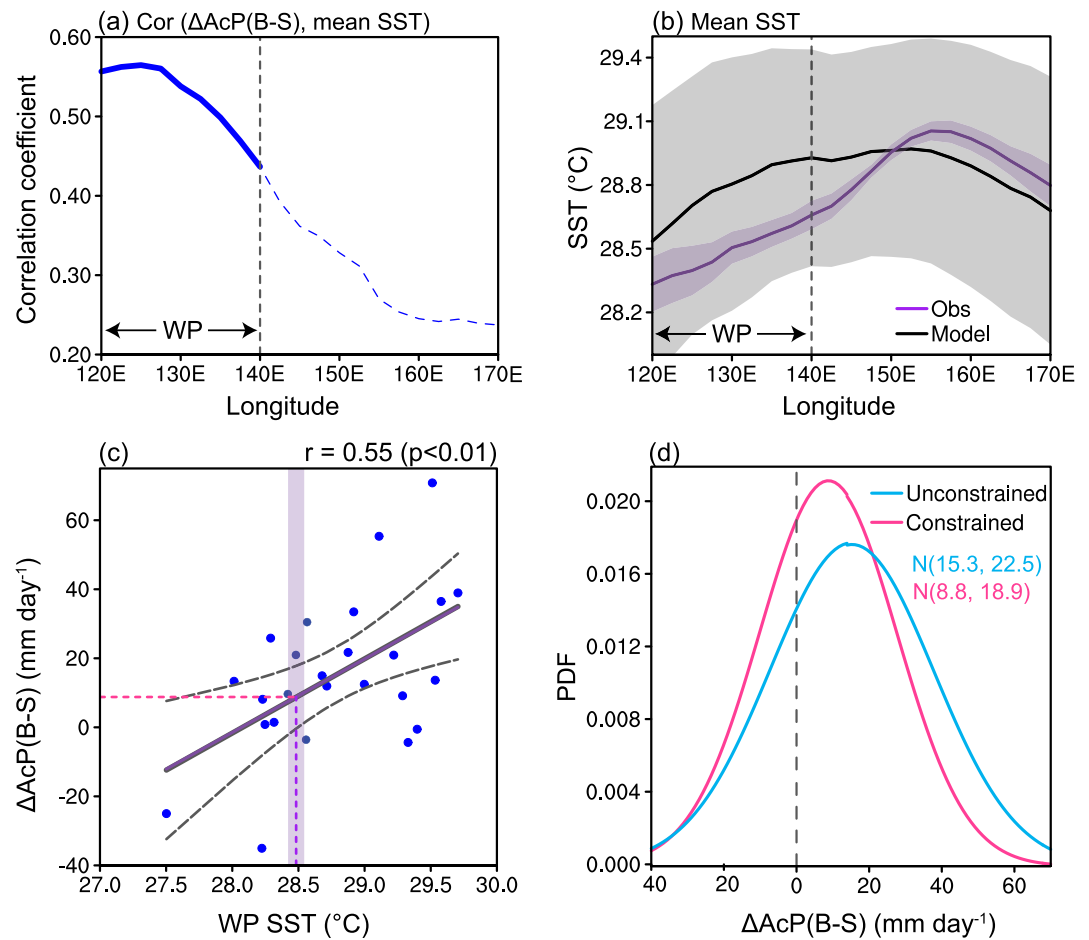 (a) Cor (ΔAcP(B-S), mean SST)
0.60
0.50
0.40
0.30
0.20
Correlation coefficient
WP
120E 130E 140E 150E 160E 170E
Longitude
(b) Mean SST
29.4
29.1
28.8
28.5
28.2
SST (°C)
Obs
Model
WP
120E 130E 140E 150E 160E 170E
Longitude
(c) r = 0.55 (p<0.01)
60
40
20
0
-20
-40
ΔAcP(B-S) (mm day⁻¹)
27.0 27.5 28.0 28.5 29.0 29.5 30.0
WP SST (°C)
(d)
0.020
0.016
0.012
0.008
0.004
0.000
PDF
Unconstrained
Constrained
N(15.3, 22.5)
N(8.8, 18.9)
40 20 0 20 40 60
ΔAcP(B-S) (mm day⁻¹)